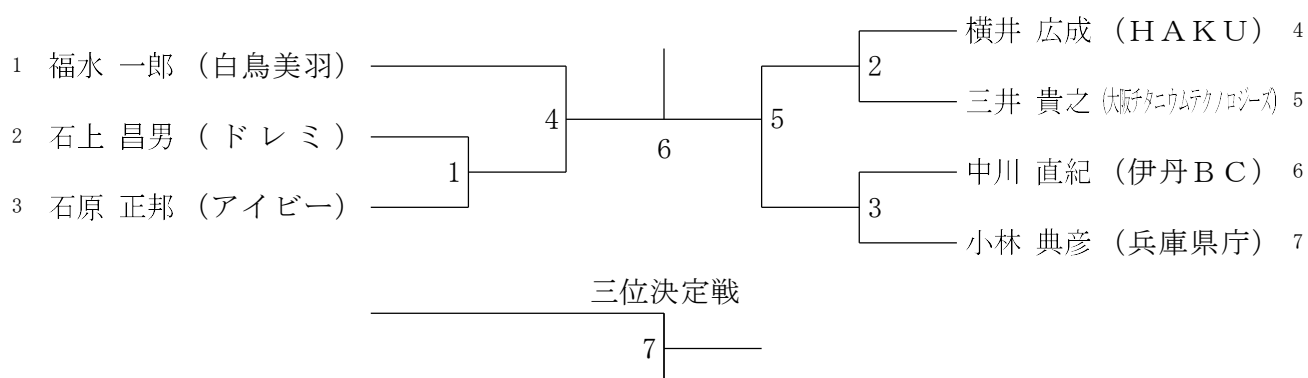 1 福水 一郎 （白鳥美羽）
2 石上 昌男 （ドレミ）
3 石原 正邦 （アイビー）
1
4
6
5
2
3
横井 広成 （ＨＡＫＵ） 4
三井 貴之 （大阪チタニウムテクノロジーズ） 5
中川 直紀 （伊丹ＢＣ） 6
小林 典彦 （兵庫県庁） 7
三位決定戦
7